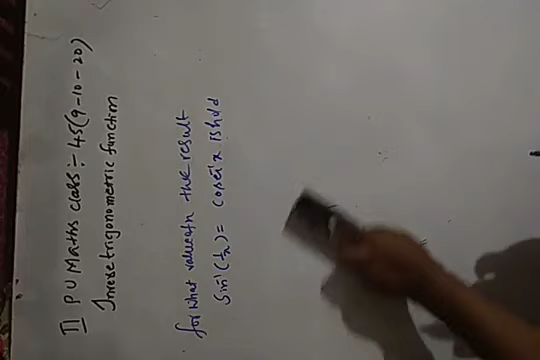 II PU Maths class:- 45(9-10-20)
Inverse trigonometric function
for what value of x the result
Sin⁻¹(1/x) = cosec⁻¹x is hold